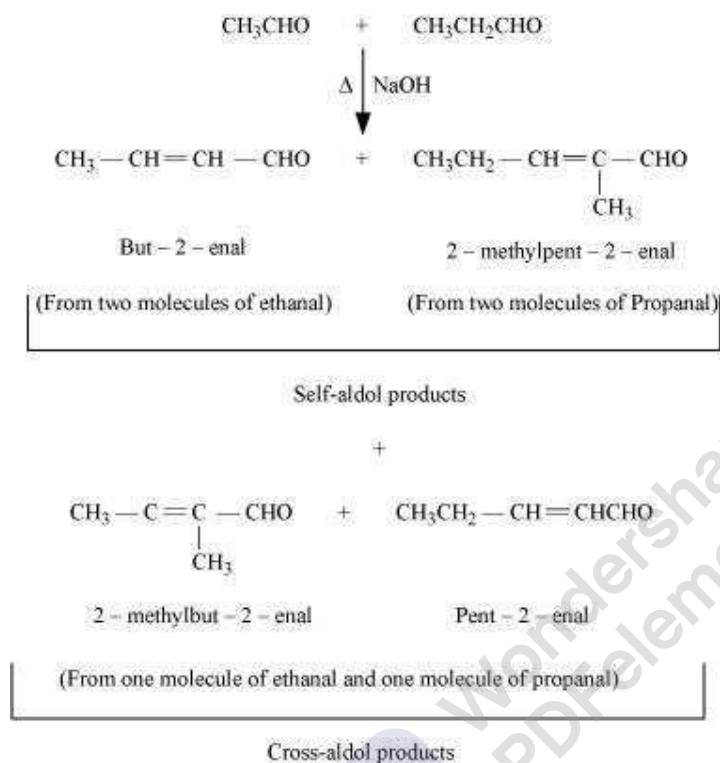 CH₃CHO + CH₃CH₂CHO
Δ NaOH
CH₃ — CH = CH — CHO + CH₃CH₂ — CH = C — CHO
CH₃
But – 2 – enal 2 – methylpent – 2 – enal
(From two molecules of ethanal) (From two molecules of Propanal)
Self-aldol products
+
CH₃ — C = C — CHO + CH₃CH₂ — CH = CHCHO
CH₃
2 – methylbut – 2 – enal Pent – 2 – enal
(From one molecule of ethanal and one molecule of propanal)
Cross-aldol products